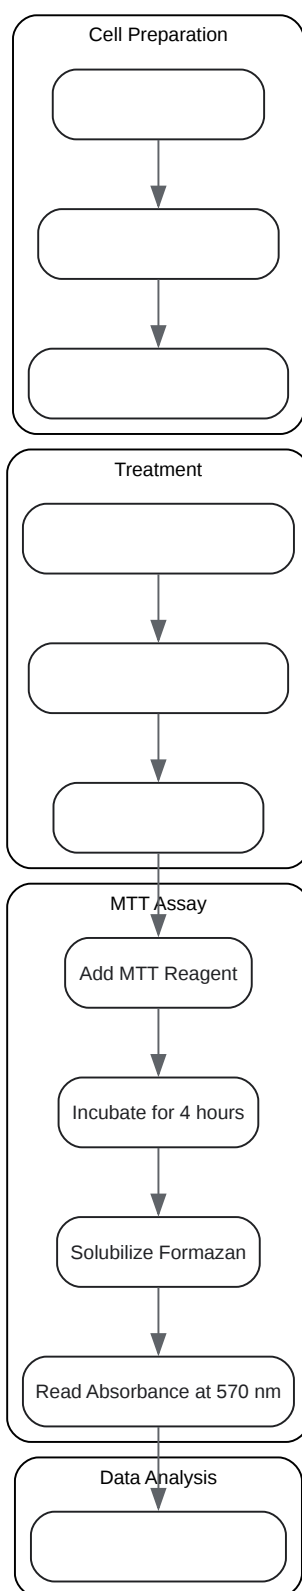 Cell Preparation
Treatment
MTT Assay
Add MTT Reagent
Incubate for 4 hours
Solubilize Formazan
Read Absorbance at 570 nm
Data Analysis